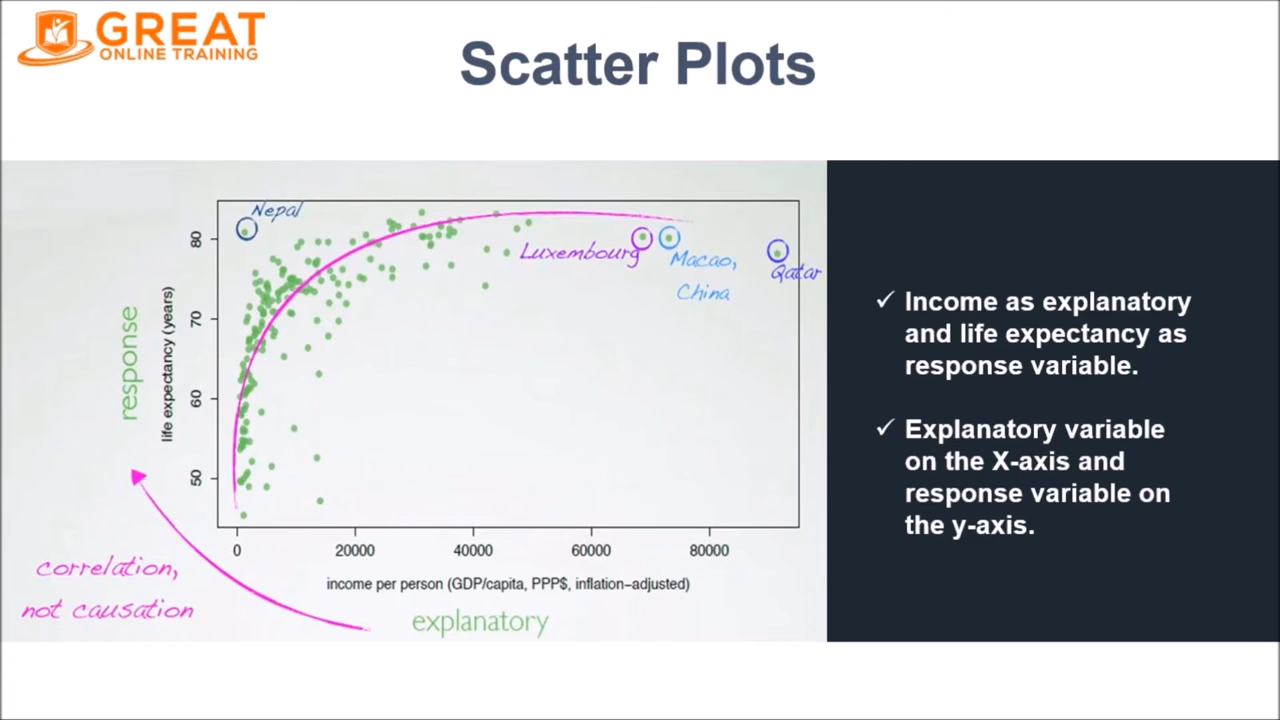 GREAT
ONLINE TRAINING
Scatter Plots
Nepal
Luxembourg
Macao,
China
Qatar
80
70
60
50
life expectancy (years)
response
0 20000 40000 60000 80000
income per person (GDP/capita, PPP$, inflation-adjusted)
explanatory
correlation,
not causation
✓ Income as explanatory
and life expectancy as
response variable.
✓ Explanatory variable
on the X-axis and
response variable on
the y-axis.